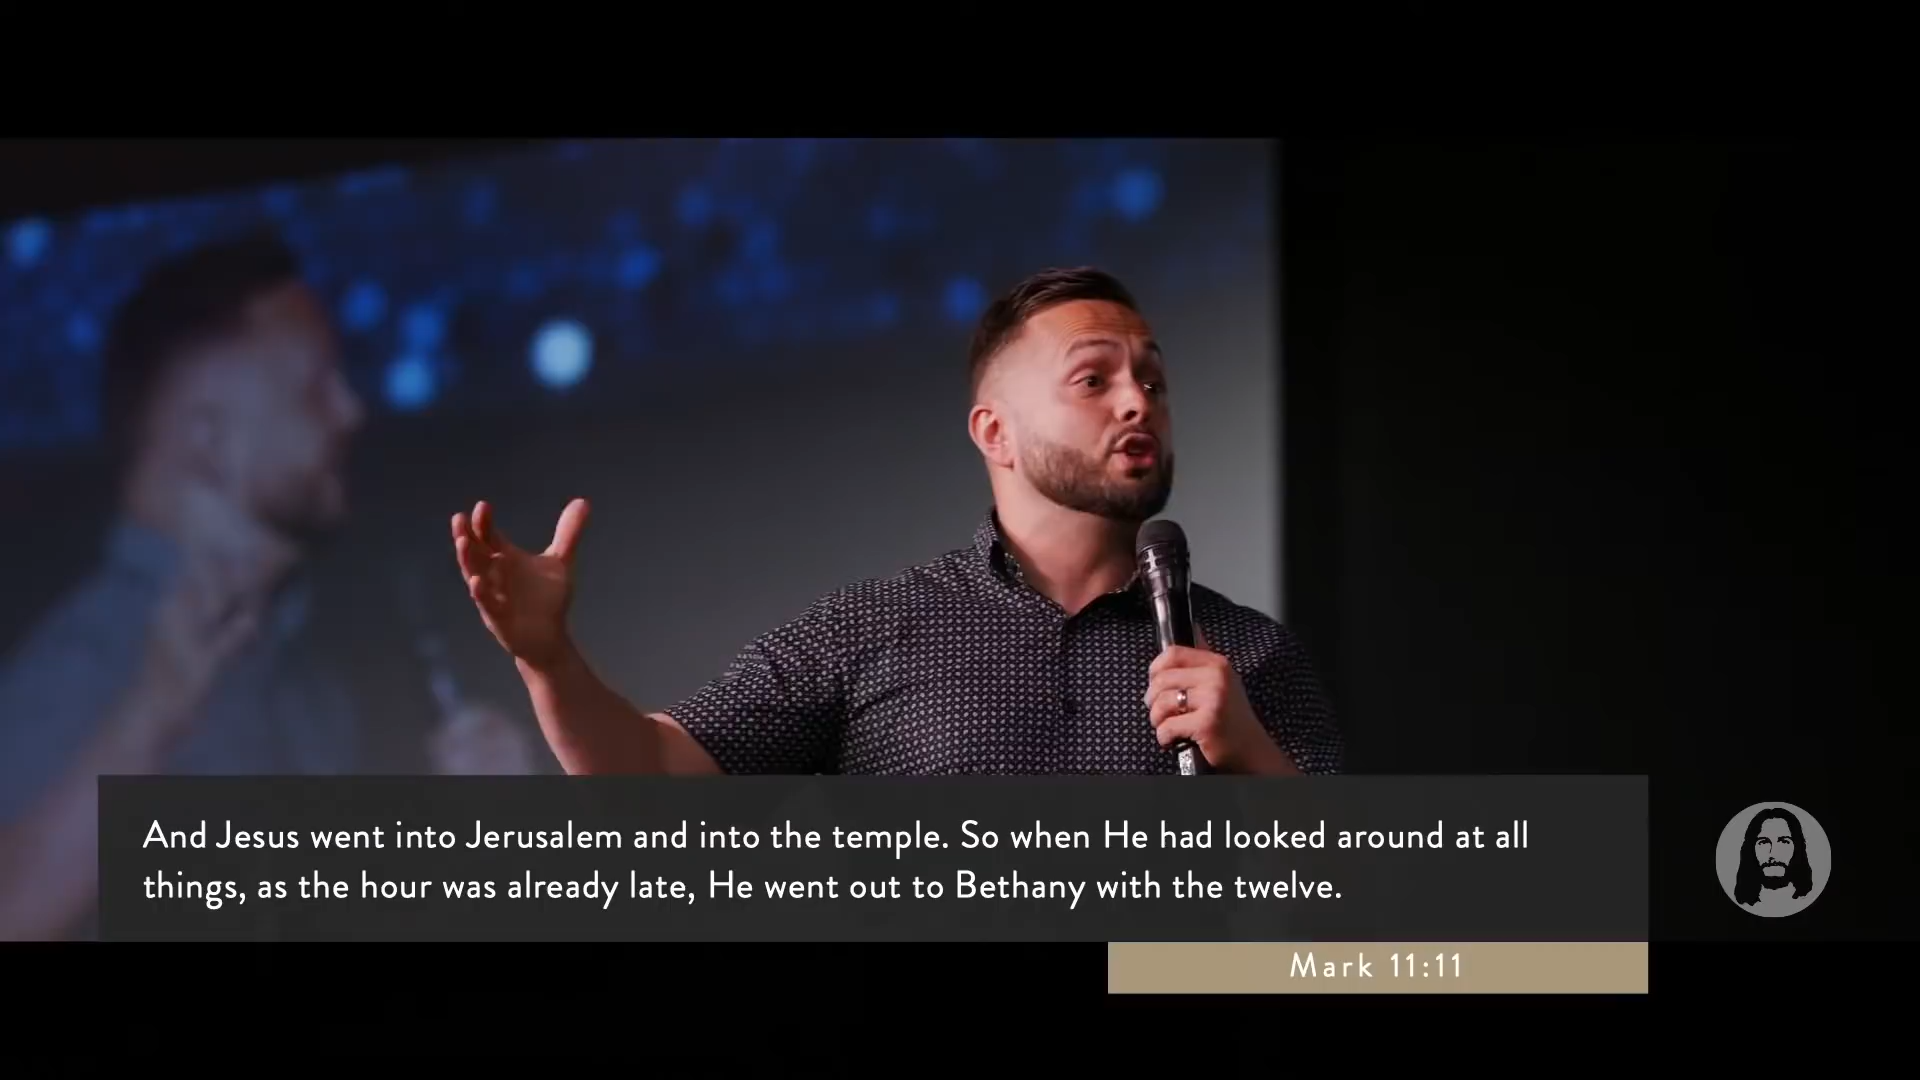 And Jesus went into Jerusalem and into the temple. So when He had looked around at all
things, as the hour was already late, He went out to Bethany with the twelve.
Mark 11:11